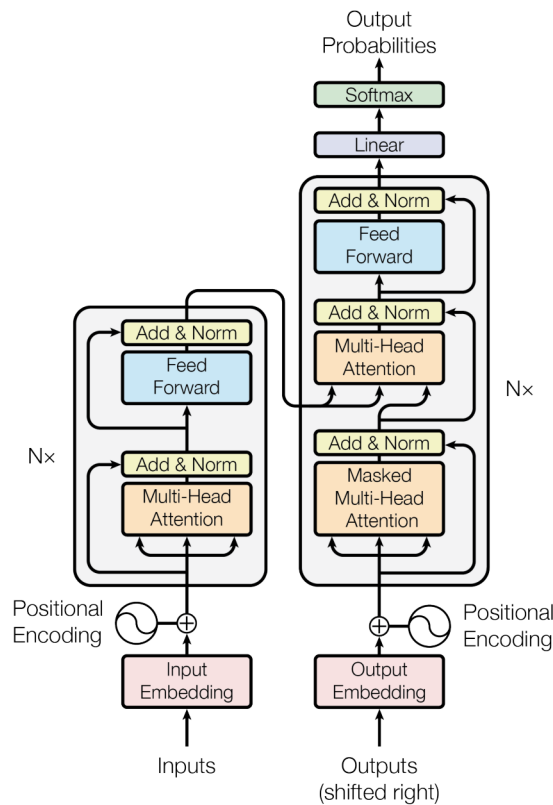 Output
Probabilities
Softmax
Linear
Add & Norm
Feed
Forward
Add & Norm
Multi-Head
Attention
Add & Norm
Masked
Multi-Head
Attention
N×
Add & Norm
Feed
Forward
Add & Norm
Multi-Head
Attention
N×
Positional
Encoding
Positional
Encoding
Input
Embedding
Output
Embedding
Inputs
Outputs
(shifted right)